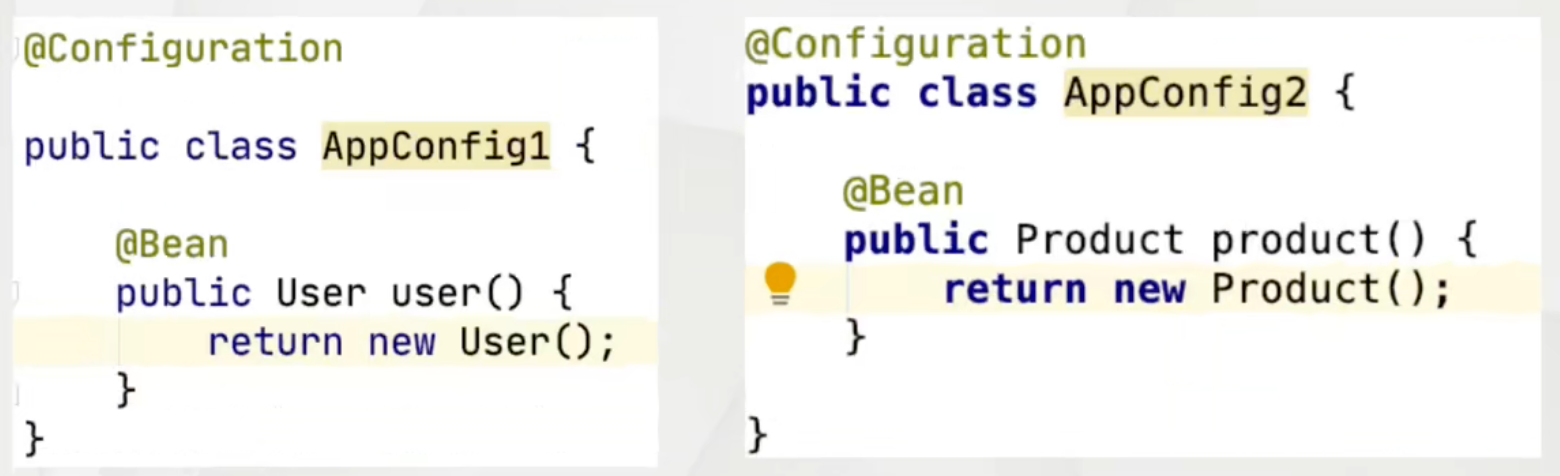 @Configuration
public class AppConfig1 {
@Bean
public User user() {
return new User();
}
}
@Configuration
public class AppConfig2 {
@Bean
public Product product() {
return new Product();
}
}